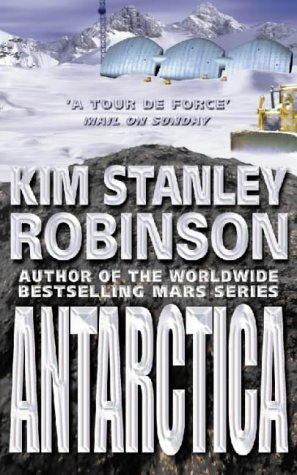 'A TOUR DE FORCE'
MAIL ON SUNDAY
KIM STANLEY
ROBINSON
AUTHOR OF THE WORLDWIDE
BESTSELLING MARS SERIES
ANTARCTICA